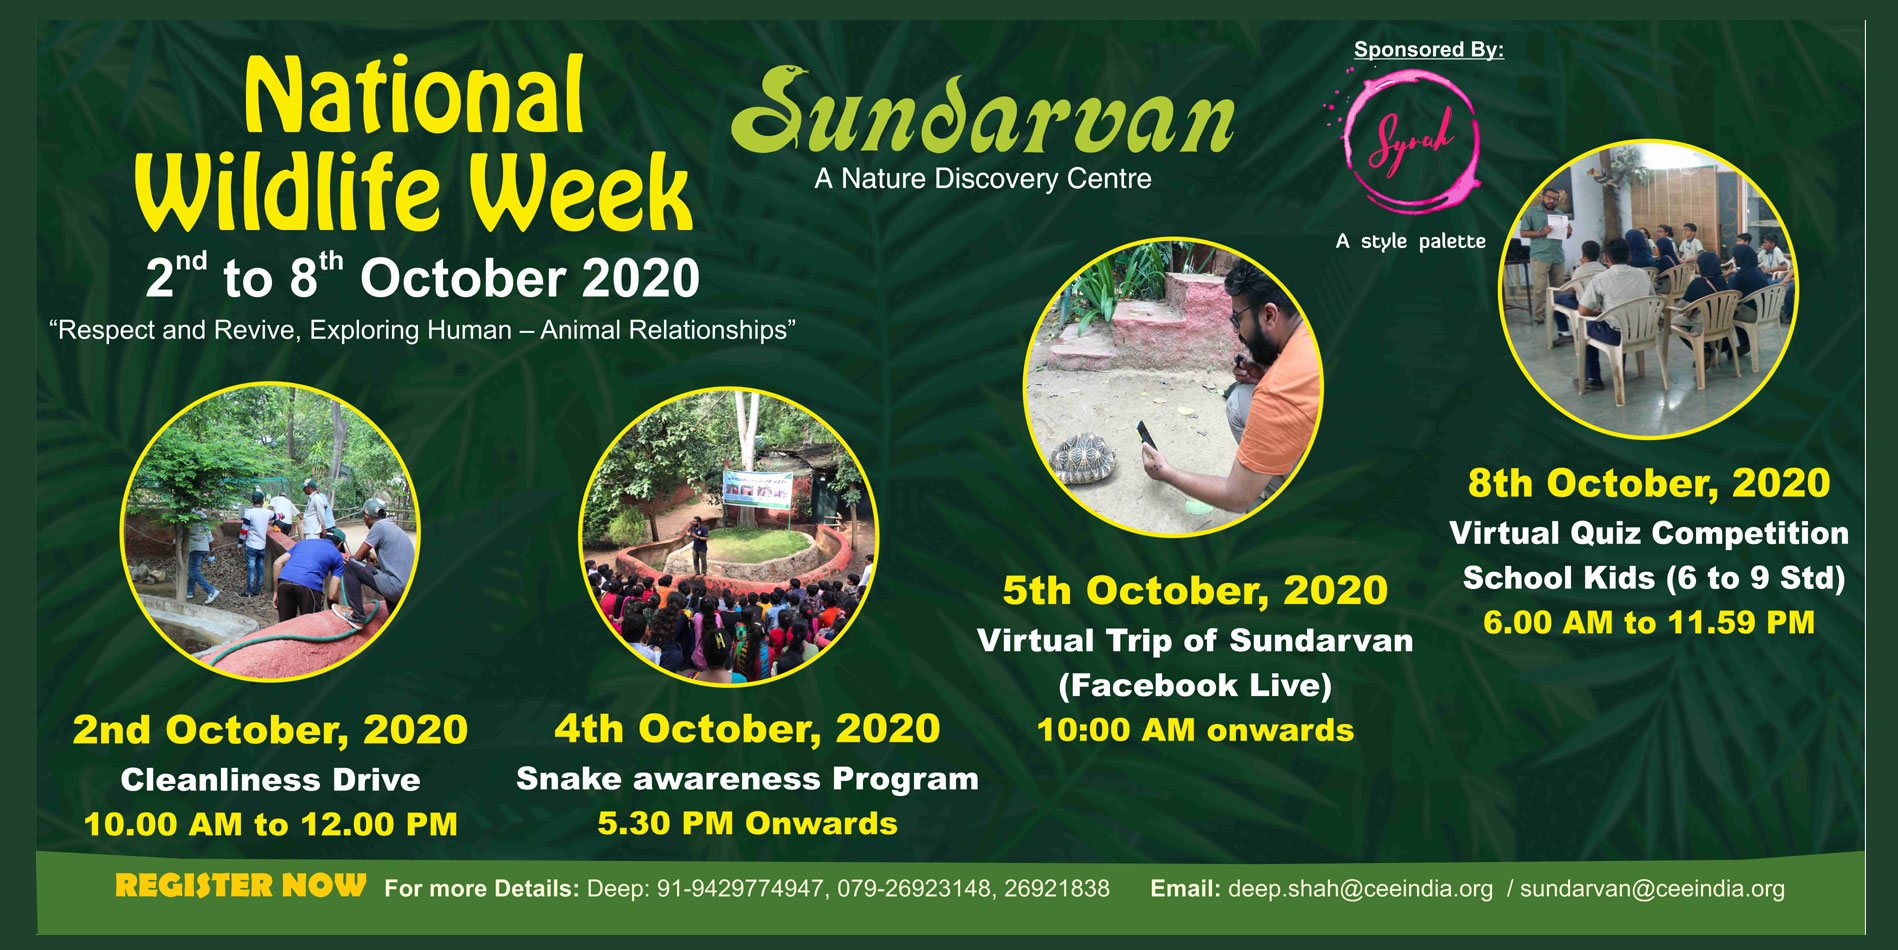 National
Wildlife Week
2nd to 8th October 2020
“Respect and Revive, Exploring Human – Animal Relationships”
Sundarvan
A Nature Discovery Centre
Sponsored By:
Syrah
A style palette
2nd October, 2020
Cleanliness Drive
10.00 AM to 12.00 PM
4th October, 2020
Snake awareness Program
5.30 PM Onwards
5th October, 2020
Virtual Trip of Sundarvan
(Facebook Live)
10:00 AM onwards
8th October, 2020
Virtual Quiz Competition
School Kids (6 to 9 Std)
6.00 AM to 11.59 PM
REGISTER NOW For more Details: Deep: 91-9429774947, 079-26923148, 26921838 Email: deep.shah@ceeindia.org / sundarvan@ceeindia.org